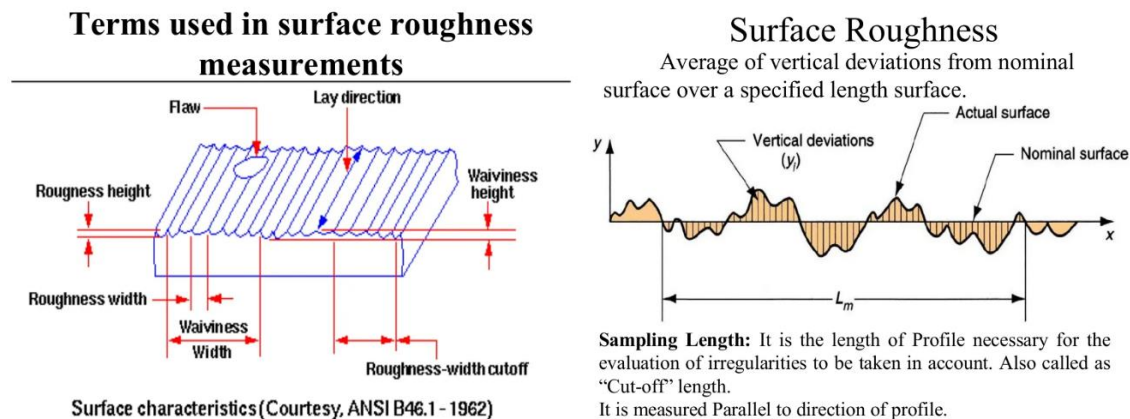 Terms used in surface roughness
measurements
Flaw
Lay direction
Rougness height
Waiviness
height
Roughness width
Waiviness
Width
Roughness-width cutoff
Surface characteristics (Courtesy, ANSI B46.1 - 1962)
Surface Roughness
Average of vertical deviations from nominal
surface over a specified length surface.
Actual surface
Vertical deviations
(yi)
Nominal surface
y
x
Lm
Sampling Length: It is the length of Profile necessary for the
evaluation of irregularities to be taken in account. Also called as
“Cut-off” length.
It is measured Parallel to direction of profile.